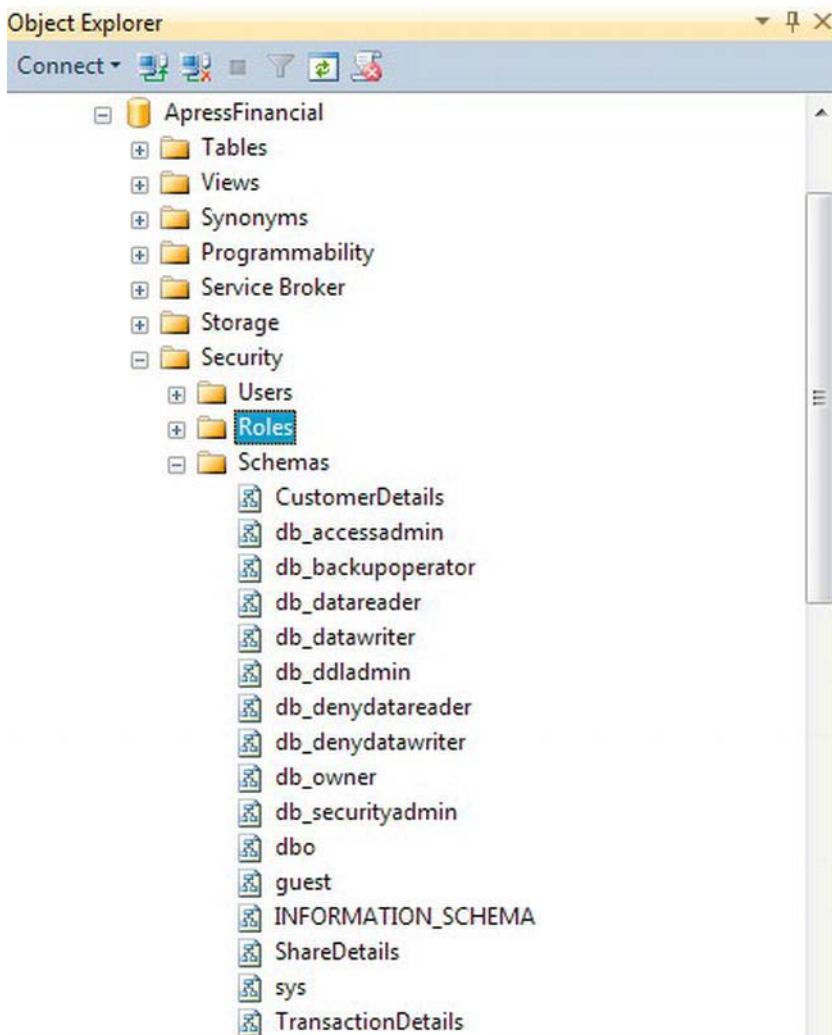 Object Explorer
Connect
ApressFinancial
Tables
Views
Synonyms
Programmability
Service Broker
Storage
Security
Users
Roles
Schemas
CustomerDetails
db_accessadmin
db_backupoperator
db_datareader
db_datawriter
db_ddladmin
db_denydatareader
db_denydatawriter
db_owner
db_securityadmin
dbo
guest
INFORMATION_SCHEMA
ShareDetails
sys
TransactionDetails